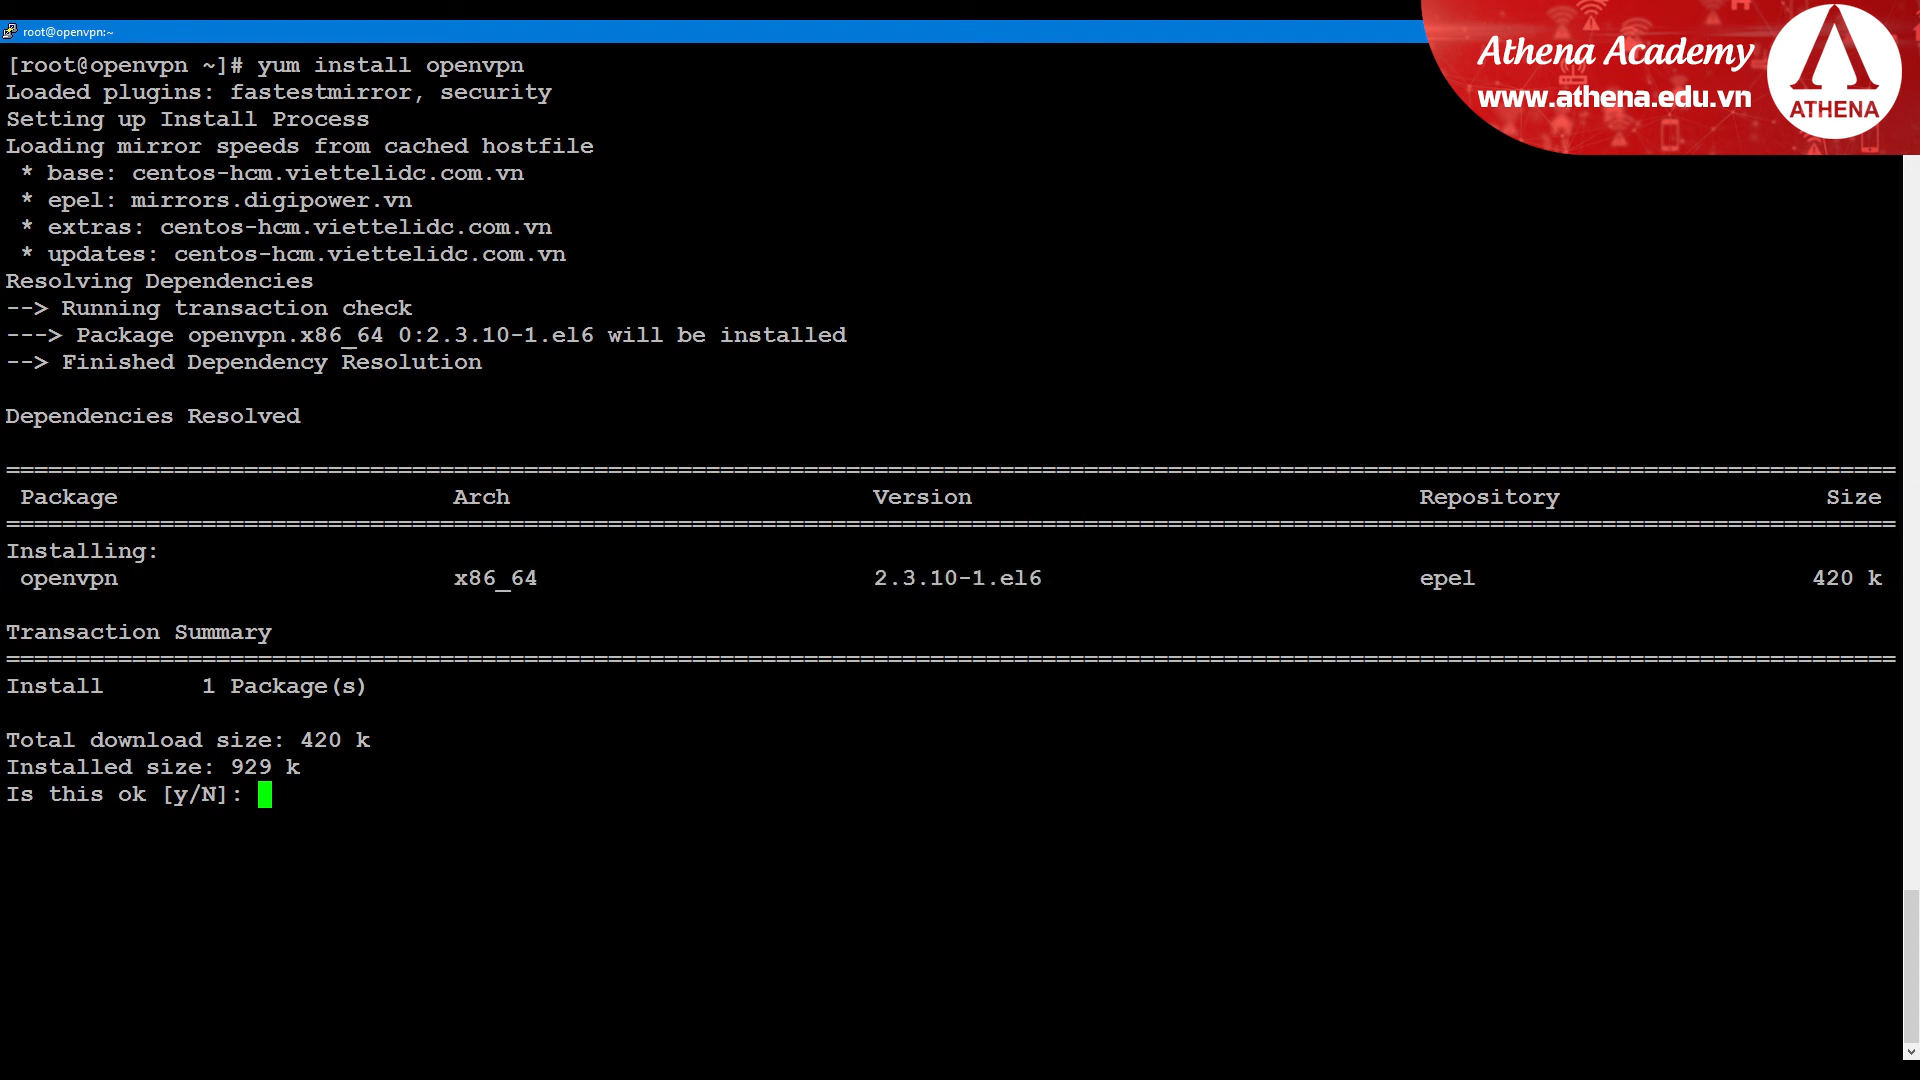 root@openvpn:~
Athena Academy
www.athena.edu.vn
ATHENA
[root@openvpn ~]# yum install openvpn
Loaded plugins: fastestmirror, security
Setting up Install Process
Loading mirror speeds from cached hostfile
 * base: centos-hcm.viettelidc.com.vn
 * epel: mirrors.digipower.vn
 * extras: centos-hcm.viettelidc.com.vn
 * updates: centos-hcm.viettelidc.com.vn
Resolving Dependencies
--> Running transaction check
---> Package openvpn.x86_64 0:2.3.10-1.el6 will be installed
--> Finished Dependency Resolution
Dependencies Resolved
Package Arch Version Repository Size
Installing:
openvpn x86_64 2.3.10-1.el6 epel 420 k
Transaction Summary
Install 1 Package(s)
Total download size: 420 k
Installed size: 929 k
Is this ok [y/N]: